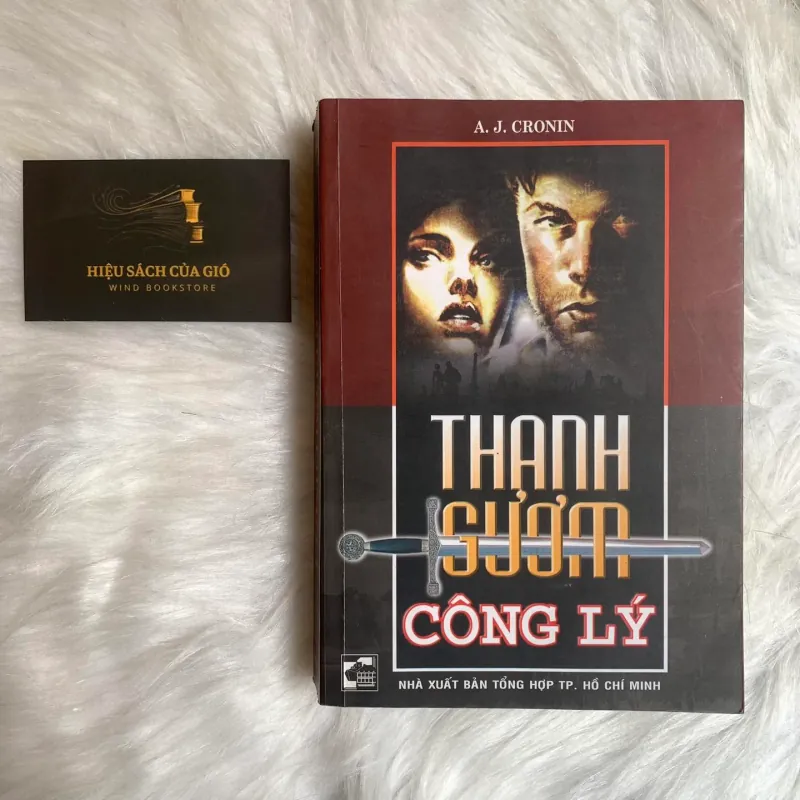 HIỆU SÁCH CỦA GIÓ
WIND BOOKSTORE
A. J. CRONIN
THANH
GƯƠM
CÔNG LÝ
NHÀ XUẤT BẢN TỔNG HỢP TP. HỒ CHÍ MINH